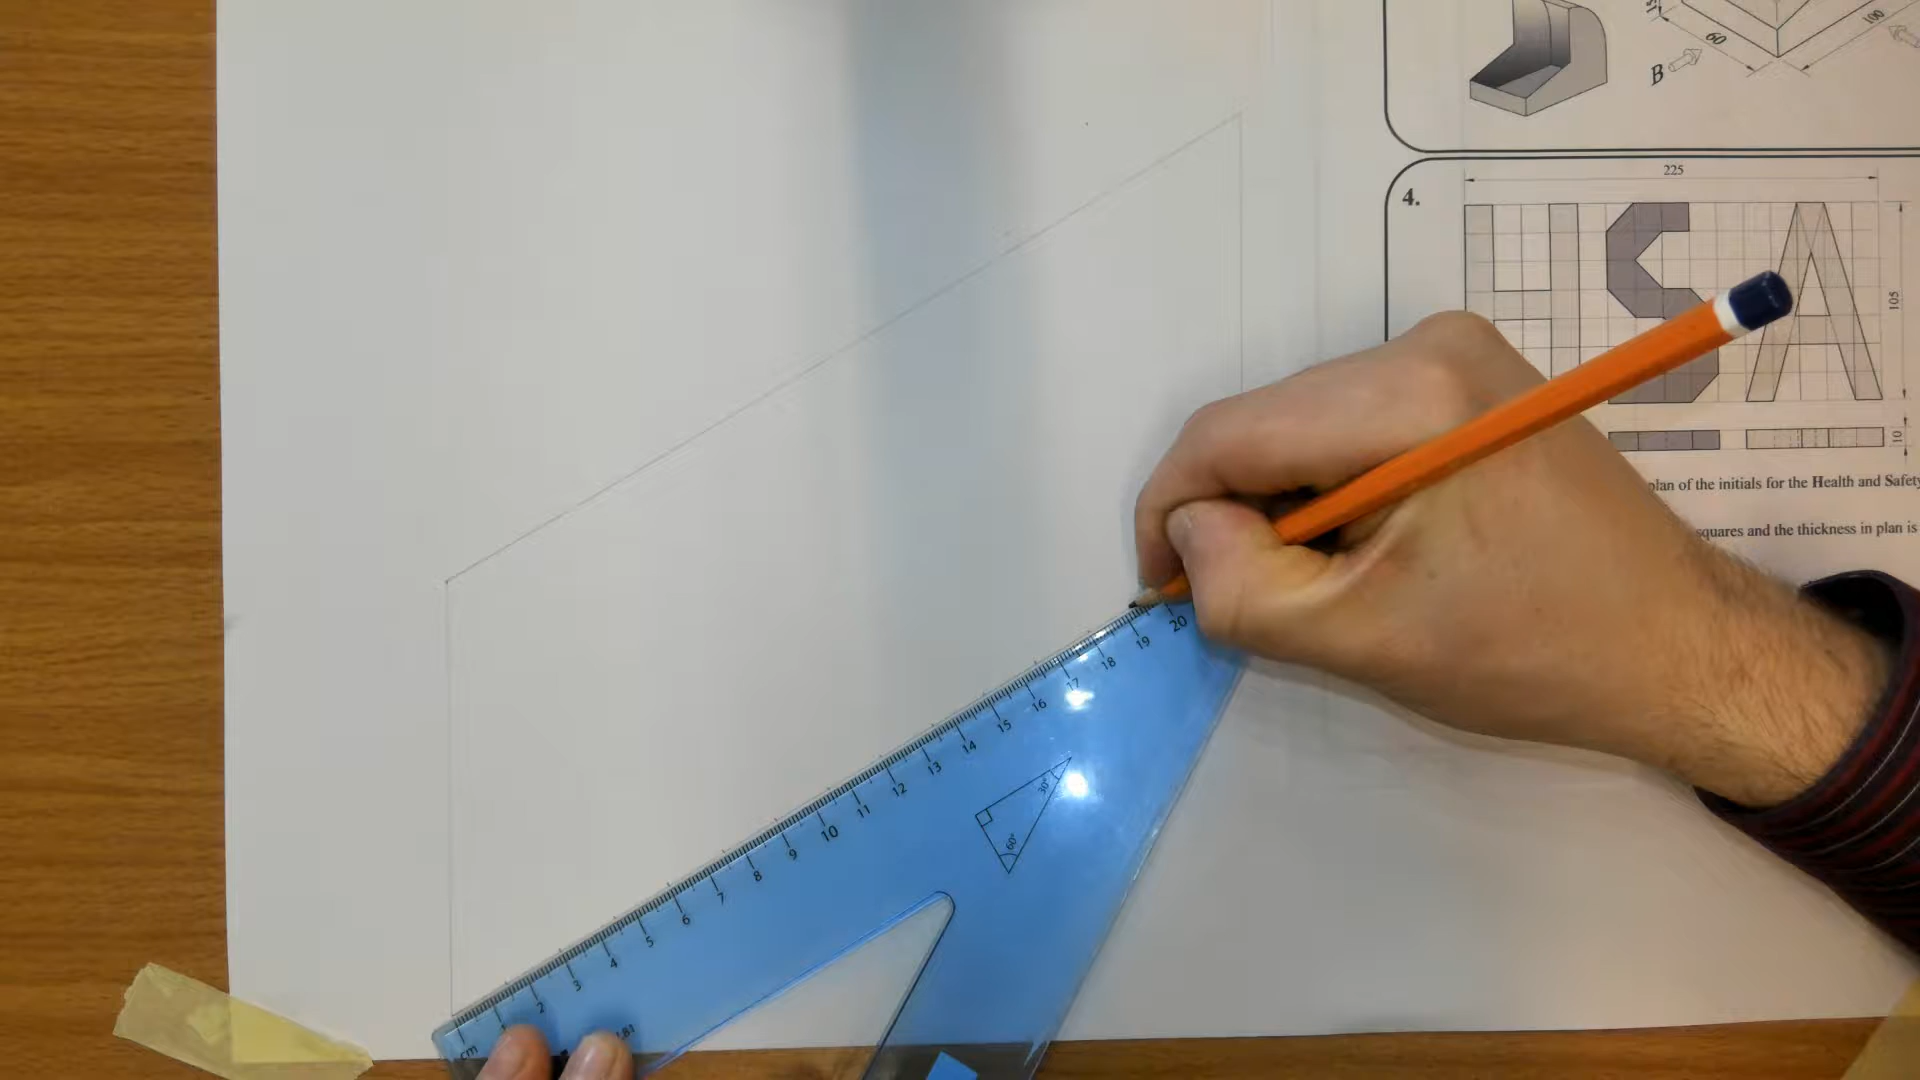 15
60
100
B
4.
225
105
10
plan of the initials for the Health and Safety
squares and the thickness in plan is
cm 1 2 3 4 5 6 7 8 9 10 11 12 13 14 15 16 17 18 19 20
30°
60°